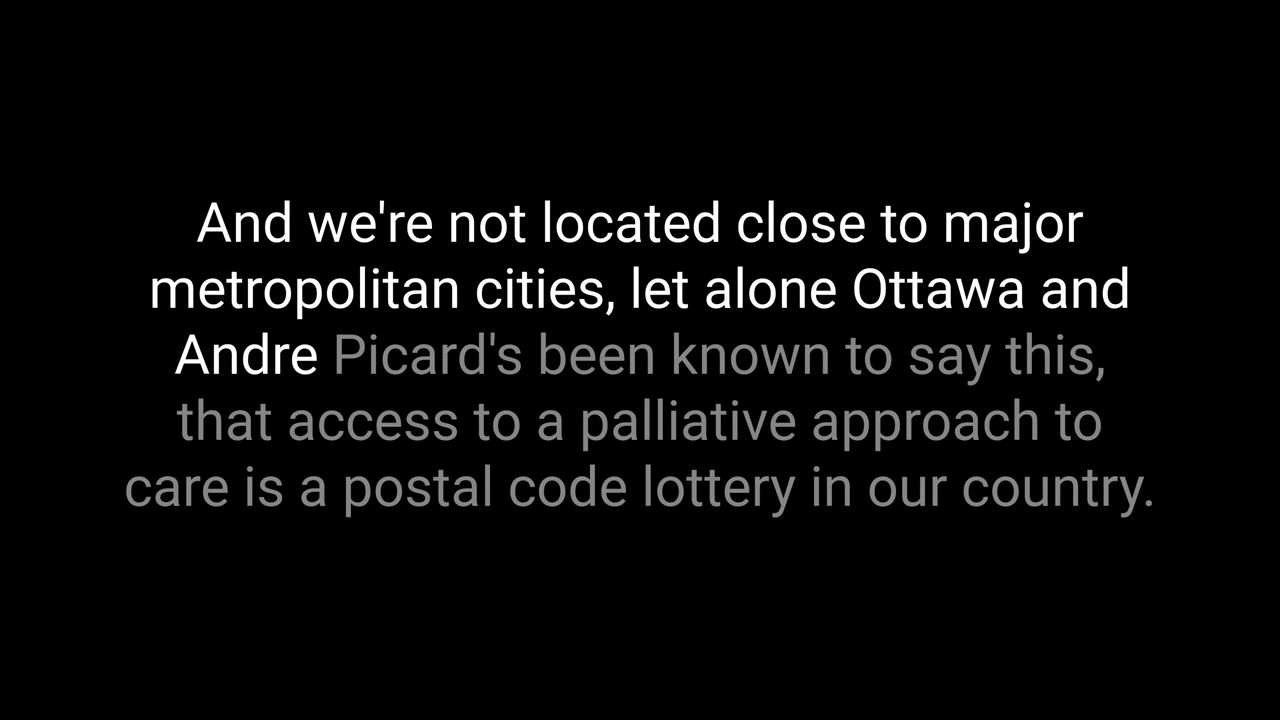 And we're not located close to major
metropolitan cities, let alone Ottawa and
Andre Picard's been known to say this,
that access to a palliative approach to
care is a postal code lottery in our country.